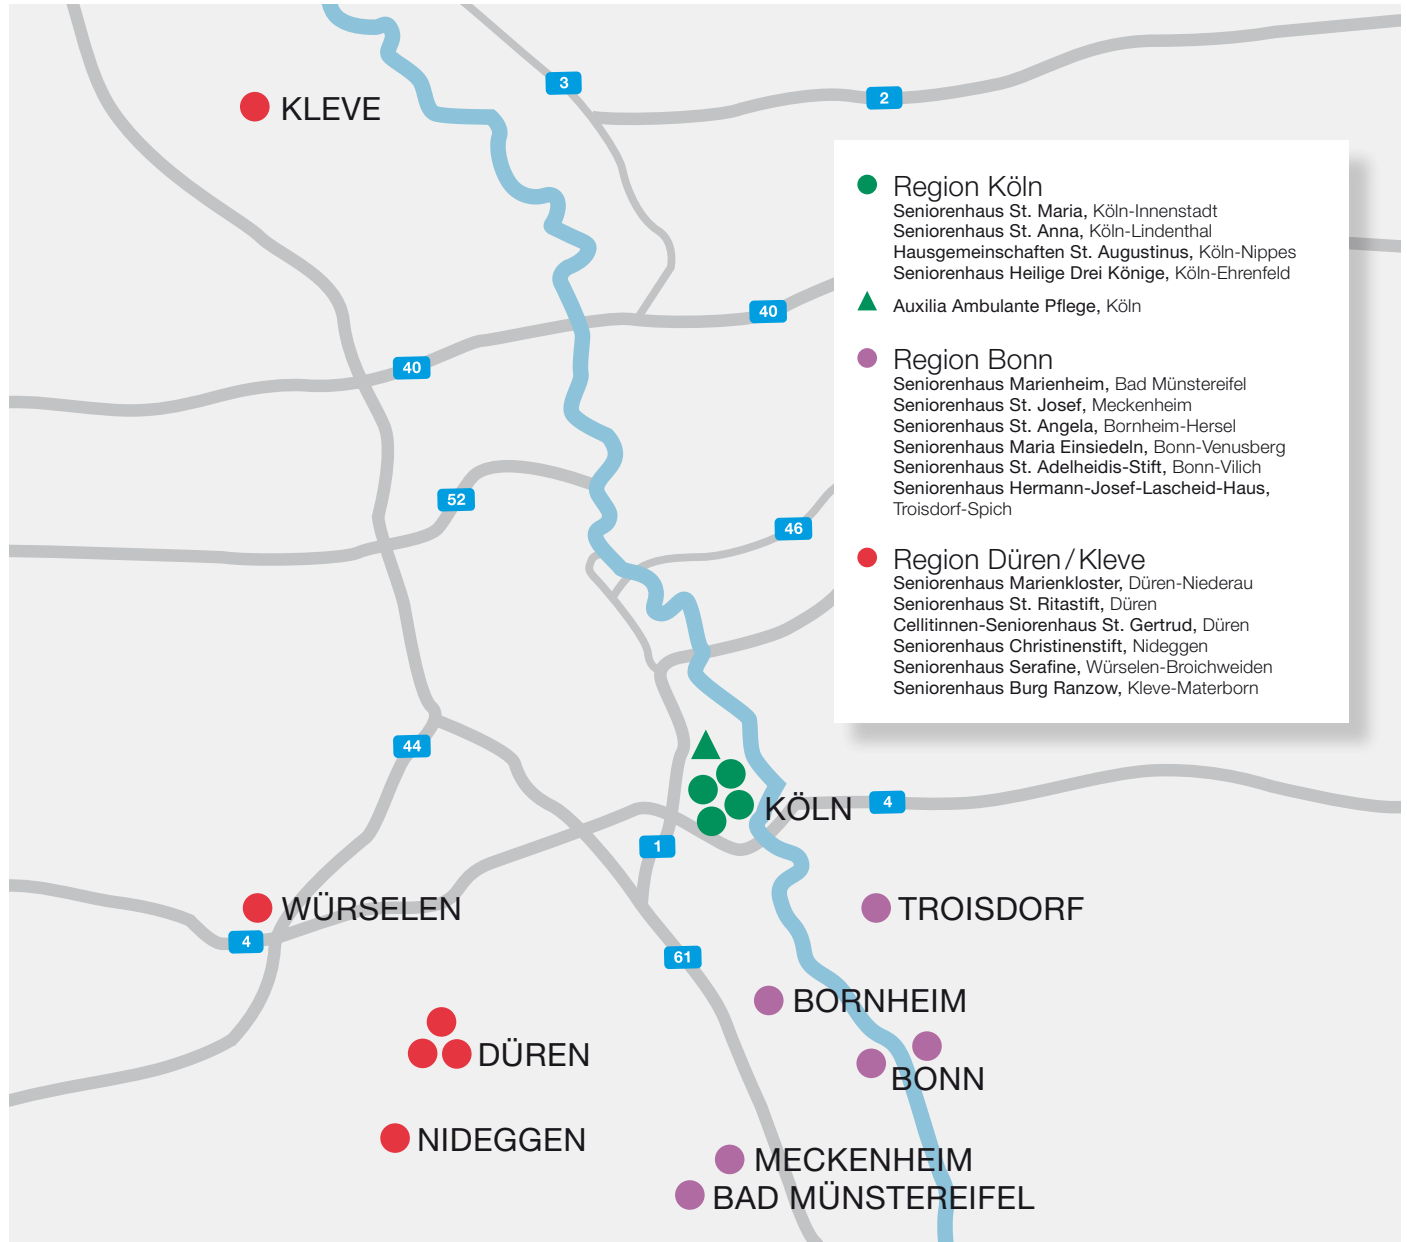 3
2
KLEVE
Region Köln
Seniorenhaus St. Maria, Köln-Innenstadt
Seniorenhaus St. Anna, Köln-Lindenthal
Hausgemeinschaften St. Augustinus, Köln-Nippes
Seniorenhaus Heilige Drei Könige, Köln-Ehrenfeld
Auxilia Ambulante Pflege, Köln
Region Bonn
Seniorenhaus Marienheim, Bad Münstereifel
Seniorenhaus St. Josef, Meckenheim
Seniorenhaus St. Angela, Bornheim-Hersel
Seniorenhaus Maria Einsiedeln, Bonn-Venusberg
Seniorenhaus St. Adelheidis-Stift, Bonn-Vilich
Seniorenhaus Hermann-Josef-Lascheid-Haus,
Troisdorf-Spich
Region Düren/Kleve
Seniorenhaus Marienkloster, Düren-Niederau
Seniorenhaus St. Ritastift, Düren
Cellitinnen-Seniorenhaus St. Gertrud, Düren
Seniorenhaus Christinenstift, Nideggen
Seniorenhaus Serafine, Würselen-Broichweiden
Seniorenhaus Burg Ranzow, Kleve-Materborn
40
40
52
46
44
KÖLN
4
1
WÜRSELEN
TROISDORF
4
61
BORNHEIM
DÜREN
BONN
NIDEGGEN
MECKENHEIM
BAD MÜNSTEREIFEL